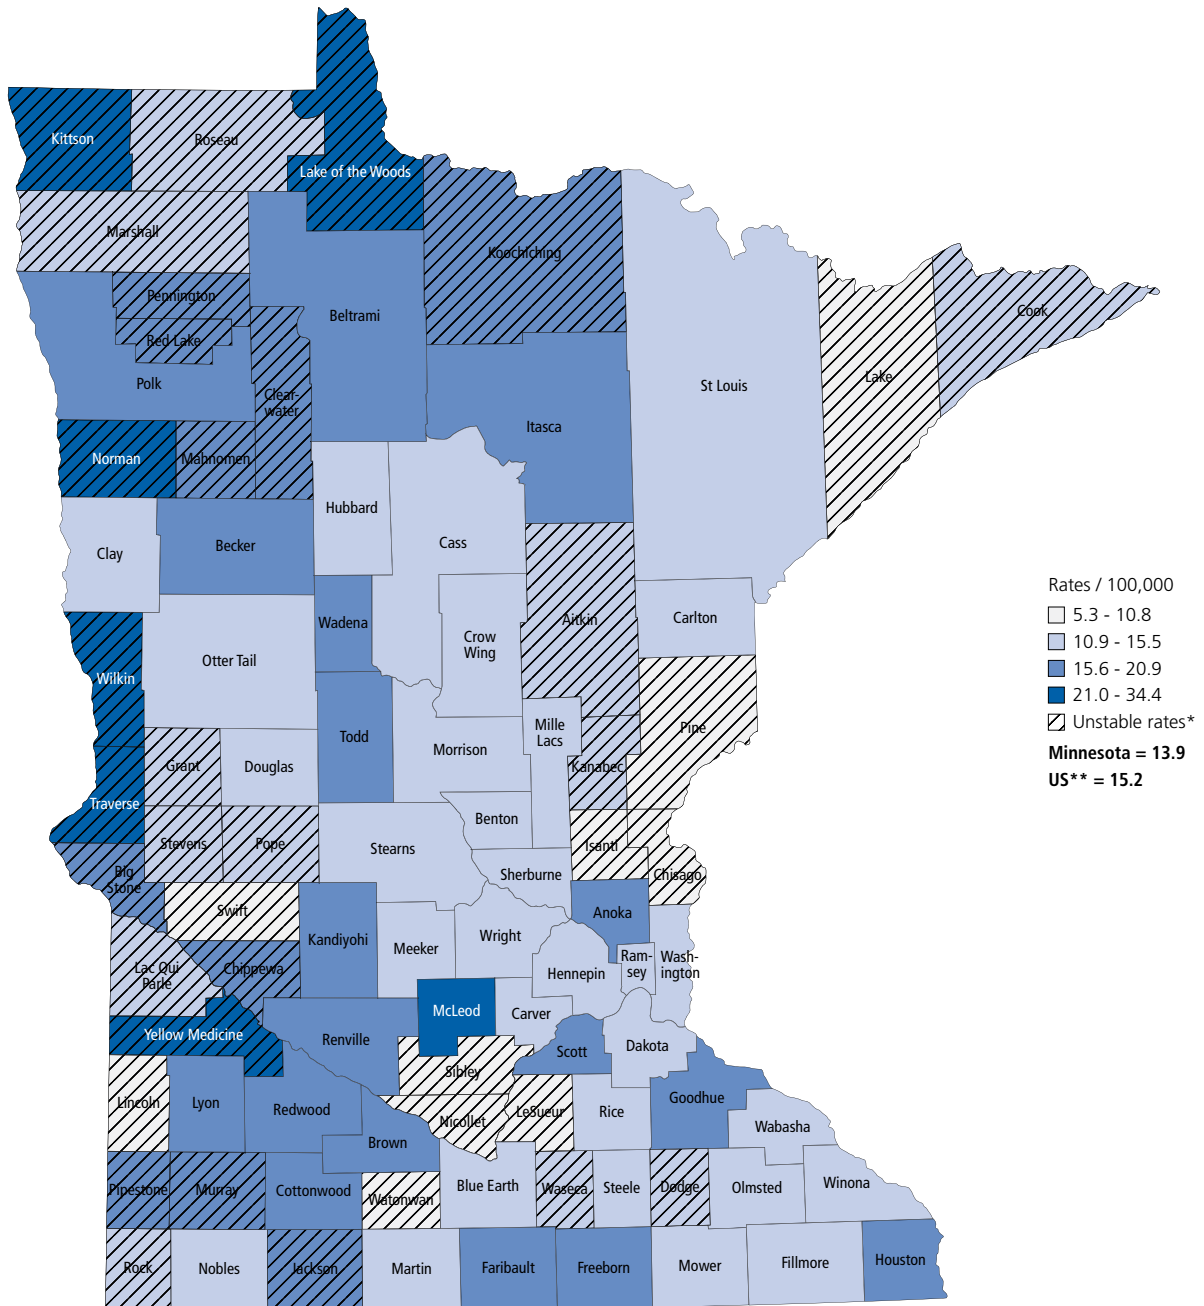 Kittson
Roseau
Lake of the Woods
Marshall
Koochiching
Pennington
Cook
Beltrami
Red Lake
Polk
Lake
St Louis
Clear-
water
Itasca
Norman
Mahnomen
Hubbard
Becker
Clay
Cass
Rates / 100,000
5.3 - 10.8
10.9 - 15.5
15.6 - 20.9
21.0 - 34.4
Unstable rates*
Minnesota = 13.9
US** = 15.2
Wadena
Aitkin
Carlton
Crow
Wing
Otter Tail
Wilkin
Mille
Lacs
Pine
Todd
Morrison
Grant
Douglas
Kanabec
Traverse
Benton
Stevens
Pope
Stearns
Isanti
Big
Stone
Sherburne
Chisago
Swift
Anoka
Kandiyohi
Wright
Meeker
Ram-
sey
Wash-
ington
Lac Qui
Parle
Chippewa
Hennepin
McLeod
Carver
Yellow Medicine
Renville
Dakota
Scott
Sibley
Lincoln
Lyon
Redwood
Nicollet
LeSueur
Rice
Goodhue
Wabasha
Brown
Pipestone
Murray
Cottonwood
Watonwan
Blue Earth
Waseca
Steele
Dodge
Olmsted
Winona
Rock
Nobles
Jackson
Martin
Faribault
Freeborn
Mower
Fillmore
Houston